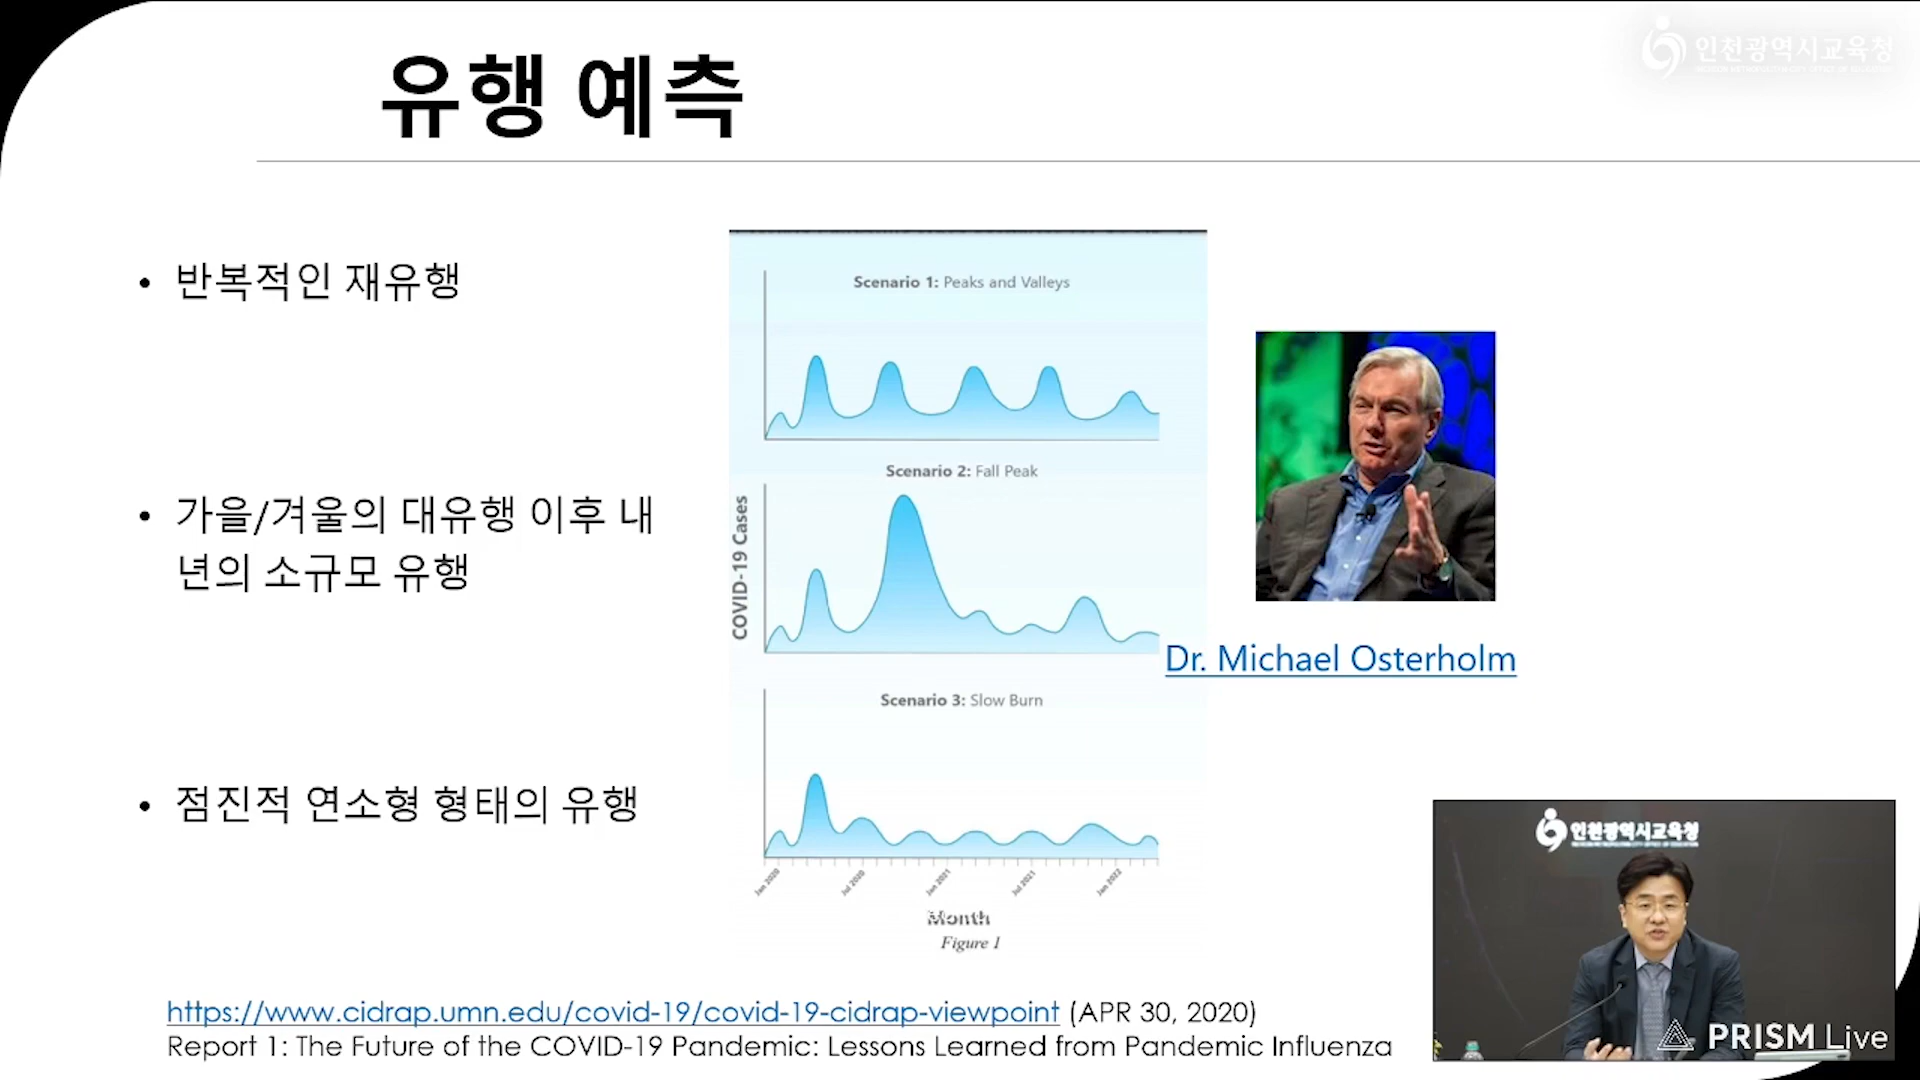 인천광역시교육청
INCHEON METROPOLITAN CITY OFFICE OF EDUCATION
유행 예측
• 반복적인 재유행
• 가을/겨울의 대유행 이후 내
년의 소규모 유행
• 점진적 연소형 형태의 유행
Scenario 1: Peaks and Valleys
Scenario 2: Fall Peak
COVID-19 Cases
Scenario 3: Slow Burn
Jan 2020
Jul 2020
Jan 2021
Jul 2021
Jan 2022
Month
Figure 1
Dr. Michael Osterholm
https://www.cidrap.umn.edu/covid-19/covid-19-cidrap-viewpoint (APR 30, 2020)
Report 1: The Future of the COVID-19 Pandemic: Lessons Learned from Pandemic Influenza
인천광역시교육청
PRISM Live